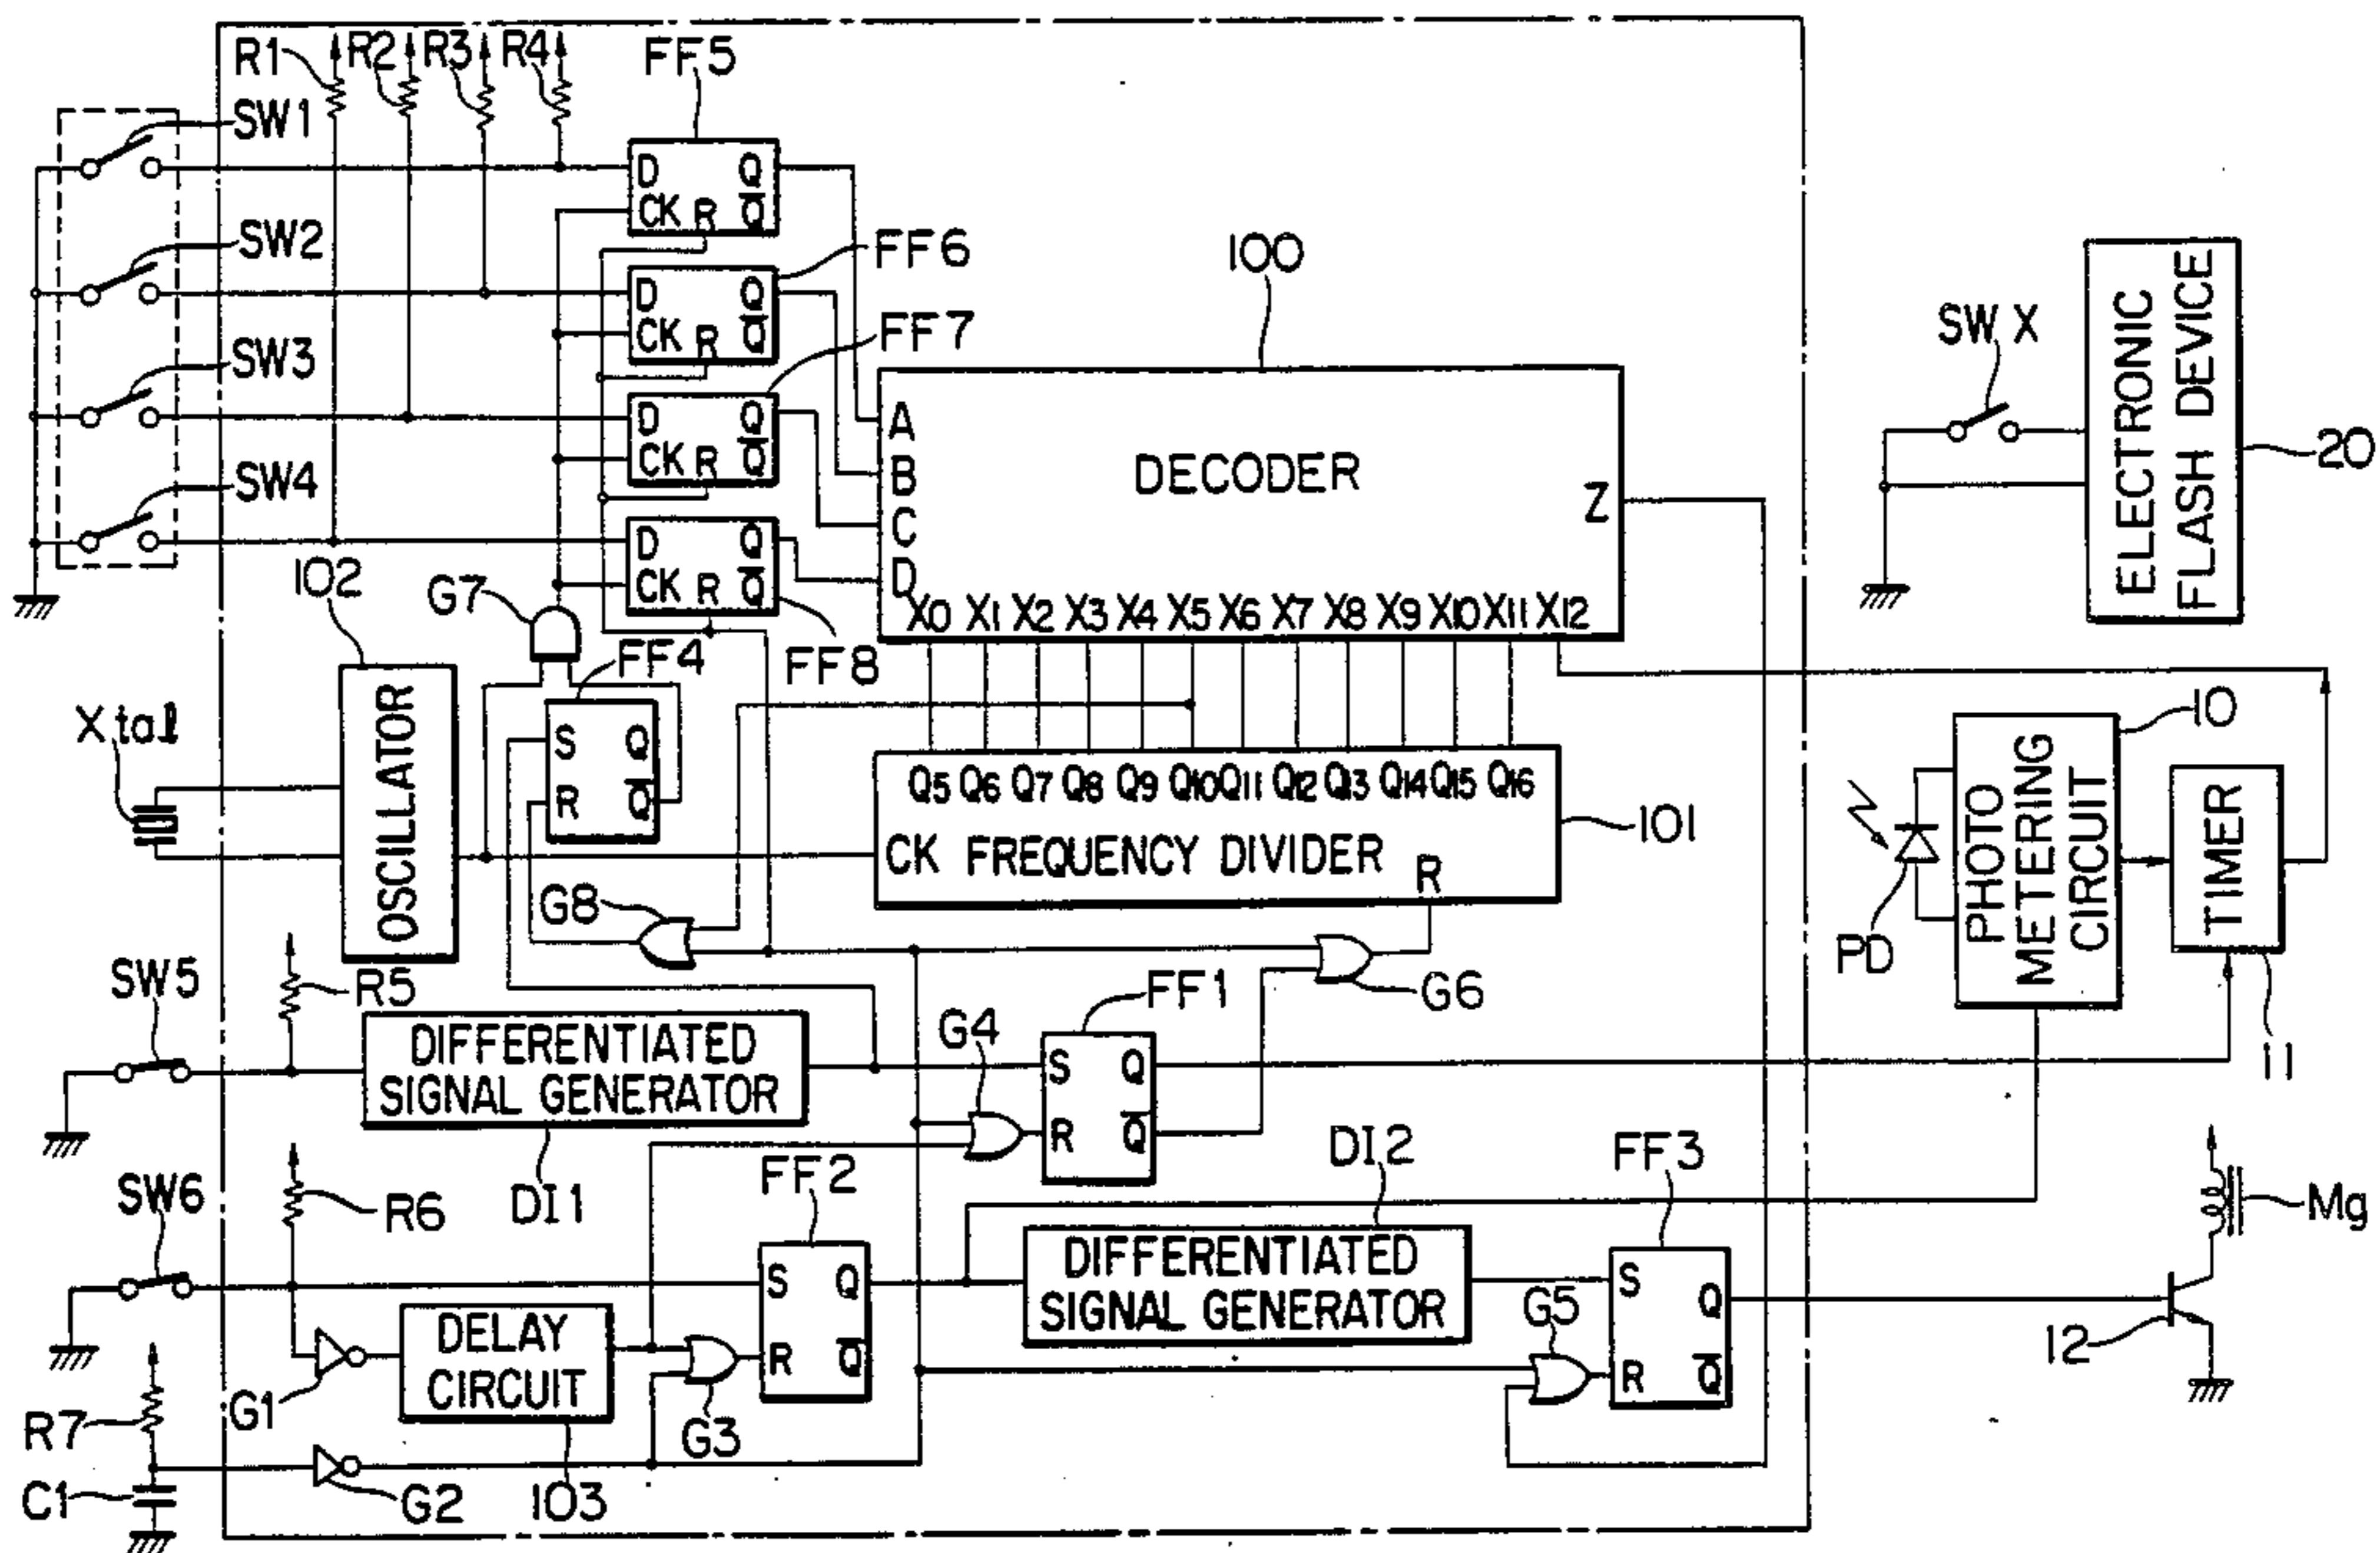 R1 R2 R3 R4 FF5
SW1
D Q
CK R Q̅
SW2
FF6
D Q
CK R Q̅
100
SW X
ELECTRONIC
FLASH DEVICE
20
SW3
FF7
D Q
CK R Q̅
A
B
C
D
DECODER
Z
SW4
D Q
CK R Q̅
FF8
X0 X1 X2 X3 X4 X5 X6 X7 X8 X9 X10 X11 X12
102
G7
FF4
S Q
R Q̅
Xtal
OSCILLATOR
Q5 Q6 Q7 Q8 Q9 Q10 Q11 Q12 Q13 Q14 Q15 Q16
CK FREQUENCY DIVIDER R
101
10
PHOTO
METERING
CIRCUIT
TIMER
PD
11
G8
G6
SW5
R5
DIFFERENTIATED
SIGNAL GENERATOR
DI1
G4
FF1
S Q
R Q̅
SW6
R6
FF2
S Q
R Q̅
DI2
DIFFERENTIATED
SIGNAL GENERATOR
FF3
S Q
R Q̅
G5
Mg
12
G1
DELAY
CIRCUIT
103
G3
R7
C1
G2